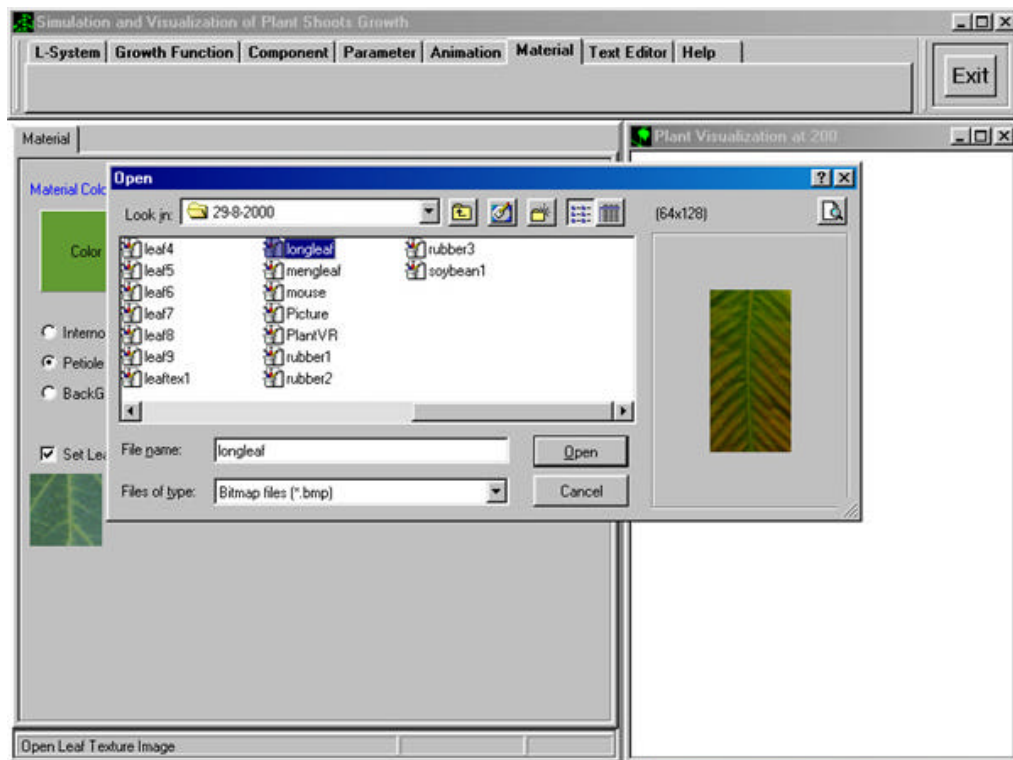 Simulation and Visualization of Plant Shoots Growth
L-System Growth Function Component Parameter Animation Material Text Editor Help
Exit
Material
Plant Visualization at 200
Material Colo
Color
Interno
Petiole
BackG
Set Lea
Open
Look in: 29-8-2000
(64x128)
leaf4 longleaf rubber3
leaf5 mengleaf soybean1
leaf6 mouse
leaf7 Picture
leaf8 PlantVR
leaf9 rubber1
leaftex1 rubber2
File name: longleaf Open
Files of type: Bitmap files (*.bmp) Cancel
Open Leaf Texture Image